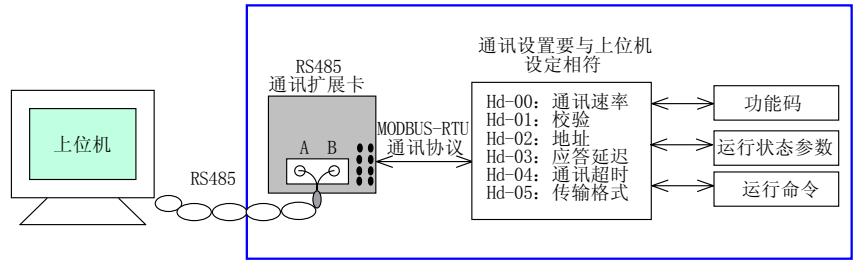 上位机
RS485
RS485
通讯扩展卡
A B
MODBUS-RTU
通讯协议
通讯设置要与上位机
设定相符
Hd-00: 通讯速率
Hd-01: 校验
Hd-02: 地址
Hd-03: 应答延迟
Hd-04: 通讯超时
Hd-05: 传输格式
功能码
运行状态参数
运行命令